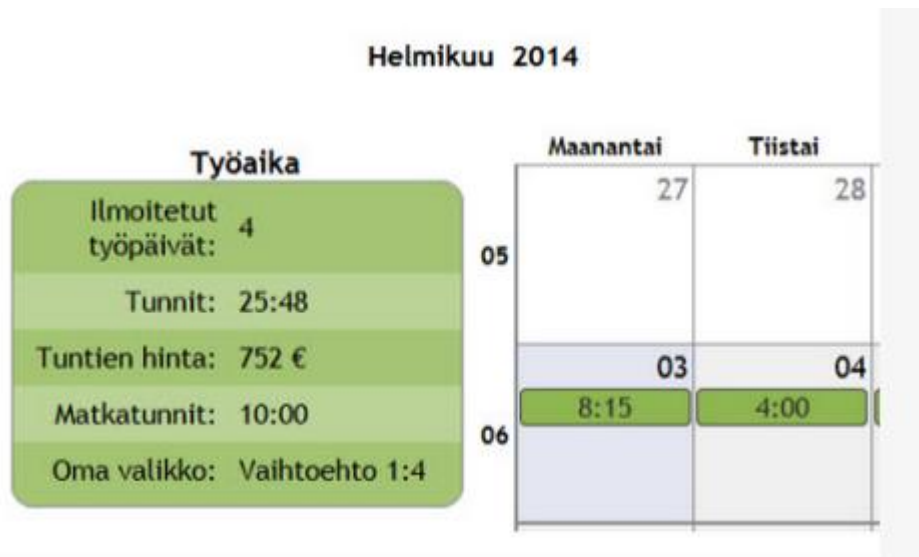 Helmikuu 2014
Työaika
Ilmoitetut
työpäivät: 4
Tunnit: 25:48
Tuntien hinta: 752 €
Matkatunnit: 10:00
Oma valikko: Vaihtoehto 1:4
Maanantai Tiistai
27 28
05
03 04
8:15 4:00
06